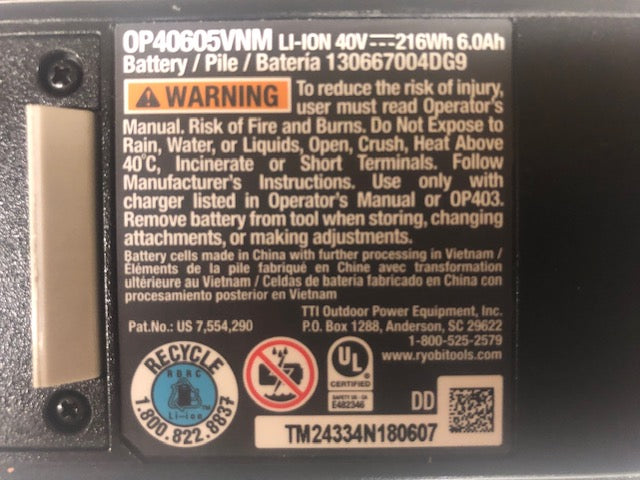 OP40605VNM LI-ION 40V⎓216Wh 6.0Ah
Battery / Pile / Batería 130667004DG9
⚠ WARNING To reduce the risk of injury,
user must read Operator's
Manual. Risk of Fire and Burns. Do Not Expose to
Rain, Water, or Liquids, Open, Crush, Heat Above
40°C, Incinerate or Short Terminals. Follow
Manufacturer's Instructions. Use only with
charger listed in Operator's Manual or OP403.
Remove battery from tool when storing, changing
attachments, or making adjustments.
Battery cells made in China with further processing in Vietnam /
Éléments de la pile fabriqué en Chine avec transformation
ultérieure au Vietnam / Celdas de batería fabricado en China con
procesamiento posterior en Vietnam
TTI Outdoor Power Equipment, Inc.
Pat.No.: US 7,554,290 P.O. Box 1288, Anderson, SC 29622
1-800-525-2579
www.ryobitools.com
RECYCLE
RBRC
Li-ion
1.800.822.8837
UL
CERTIFIED
SAFETY US - CA
E482346
DD
TM24334N180607